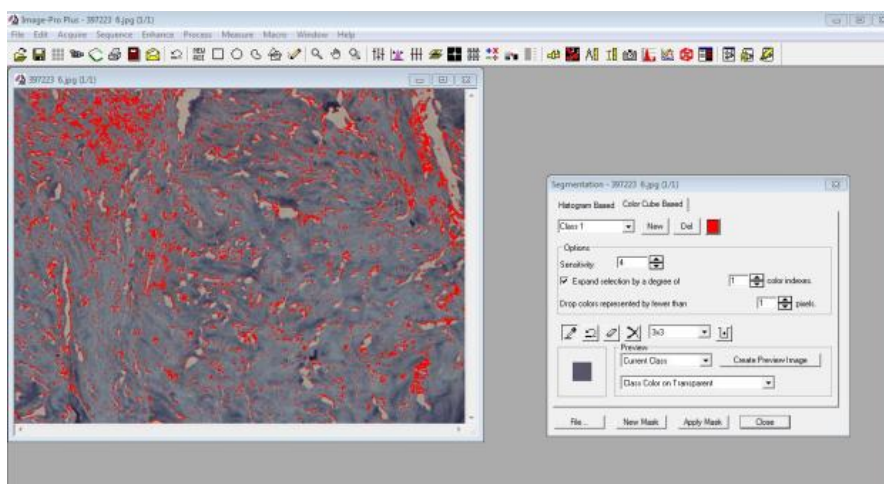 Image-Pro Plus - 397223 6.jpg (1/1)
File Edit Acquire Sequence Enhance Process Measure Macro Window Help
NEW
AOI
397223 6.jpg (1/1)
Segmentation - 397223 6.jpg (1/1)
Histogram Based Color Cube Based
Class 1 New Del
Options
Sensitivity: 4
Expand selection by a degree of 1 color indexes.
Drop colors represented by fewer than 1 pixels.
3x3
Preview
Current Class Create Preview Image
Class Color on Transparent
File... New Mask Apply Mask Close